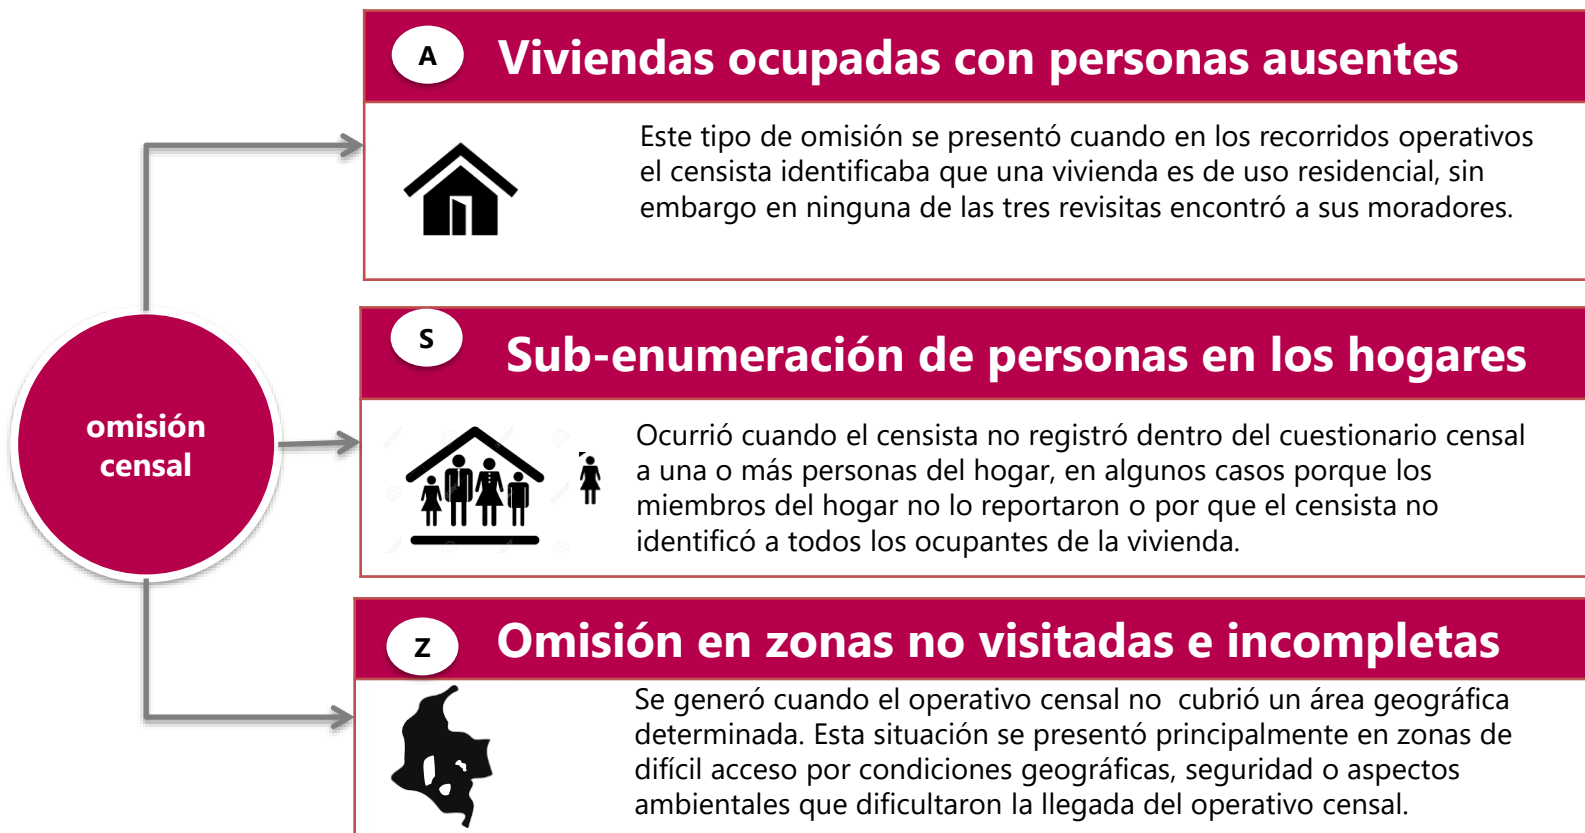 A
Viviendas ocupadas con personas ausentes
Este tipo de omisión se presentó cuando en los recorridos operativos
el censista identificaba que una vivienda es de uso residencial, sin
embargo en ninguna de las tres revisitas encontró a sus moradores.
omisión
censal
S
Sub-enumeración de personas en los hogares
Ocurrió cuando el censista no registró dentro del cuestionario censal
a una o más personas del hogar, en algunos casos porque los
miembros del hogar no lo reportaron o por que el censista no
identificó a todos los ocupantes de la vivienda.
Z
Omisión en zonas no visitadas e incompletas
Se generó cuando el operativo censal no cubrió un área geográfica
determinada. Esta situación se presentó principalmente en zonas de
difícil acceso por condiciones geográficas, seguridad o aspectos
ambientales que dificultaron la llegada del operativo censal.